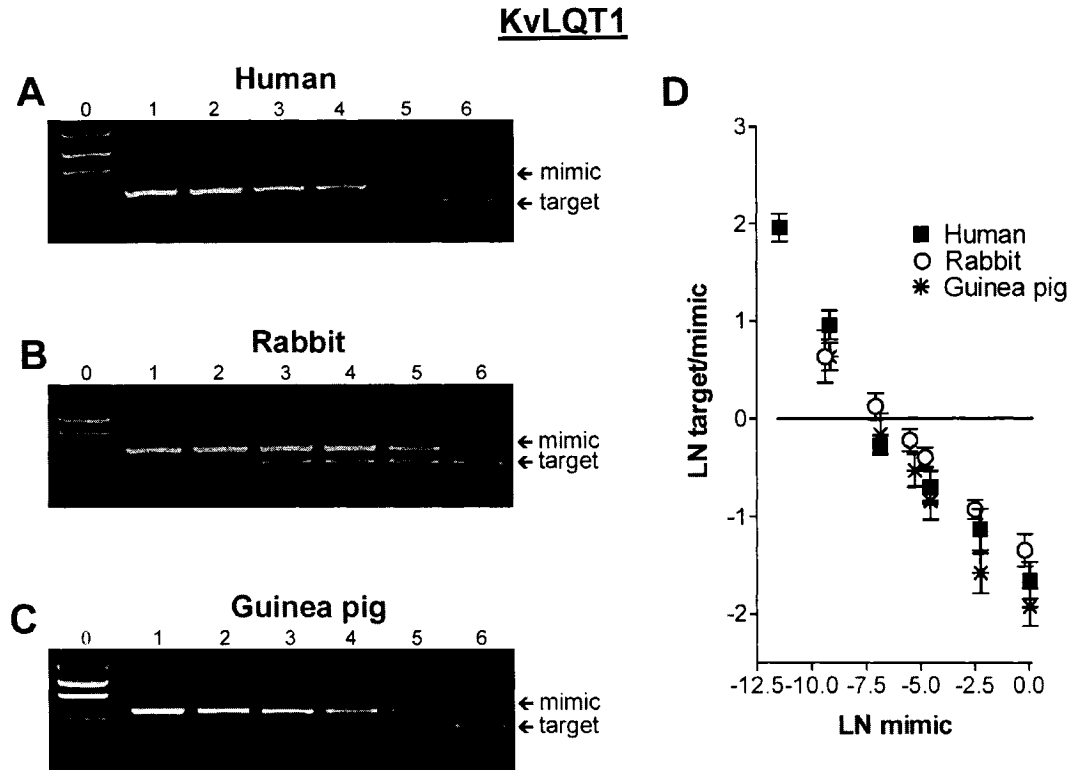 KvLQT1
A
Human
0 1 2 3 4 5 6
← mimic
← target
B
Rabbit
0 1 2 3 4 5 6
← mimic
← target
C
Guinea pig
0 1 2 3 4 5 6
← mimic
← target
D
3
2
1
0
-1
-2
LN target/mimic
Human
Rabbit
Guinea pig
-12.5 -10.0 -7.5 -5.0 -2.5 0.0
LN mimic